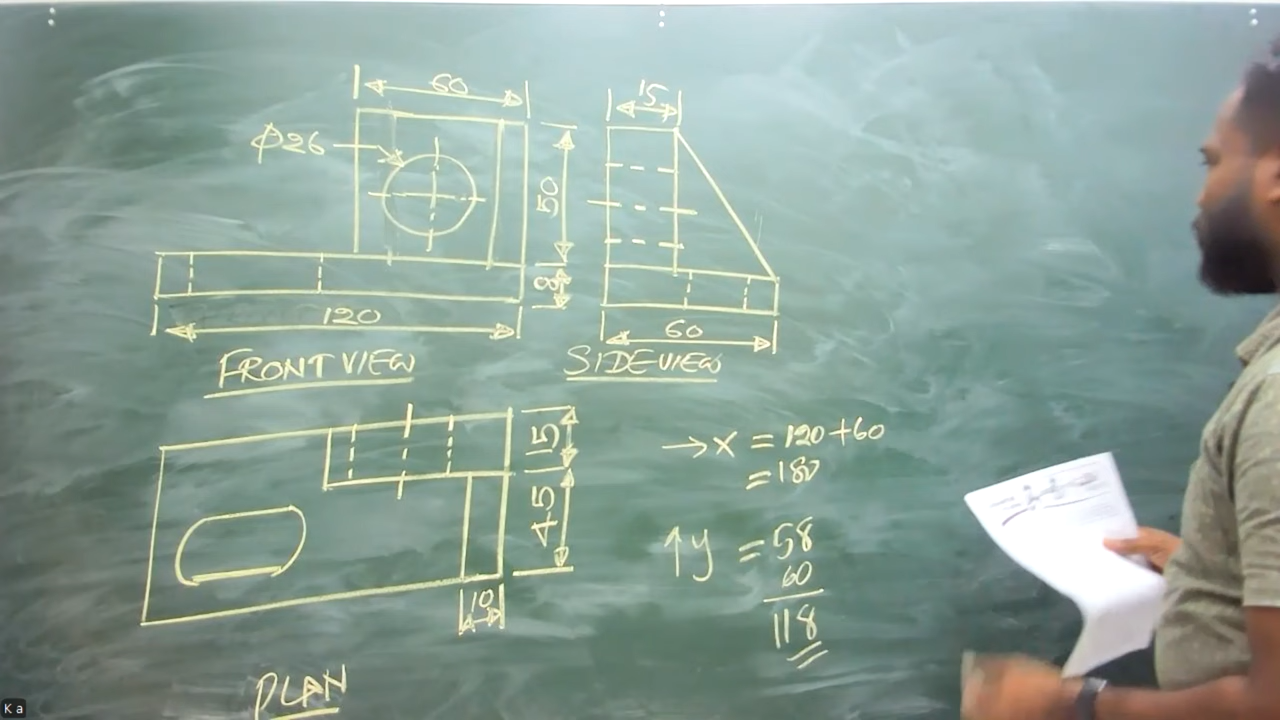 60
15
φ26
50
8
120
60
FRONT VIEW
SIDE VIEW
15
45
10
→ x = 120+60
= 180
↑y = 58
60
118
PLAN
K a